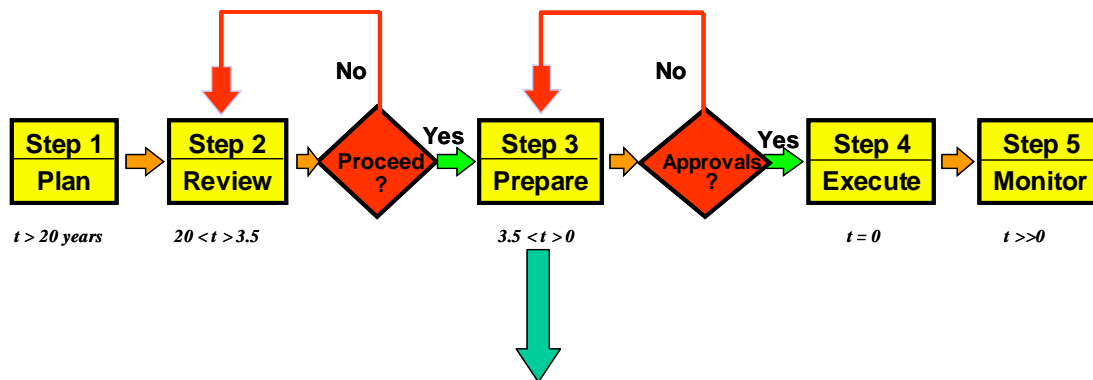 No
No
Step 1
Plan
Step 2
Review
Proceed
?
Yes
Step 3
Prepare
Approvals
?
Yes
Step 4
Execute
Step 5
Monitor
t > 20 years
20 < t > 3.5
3.5 < t > 0
t = 0
t >>0